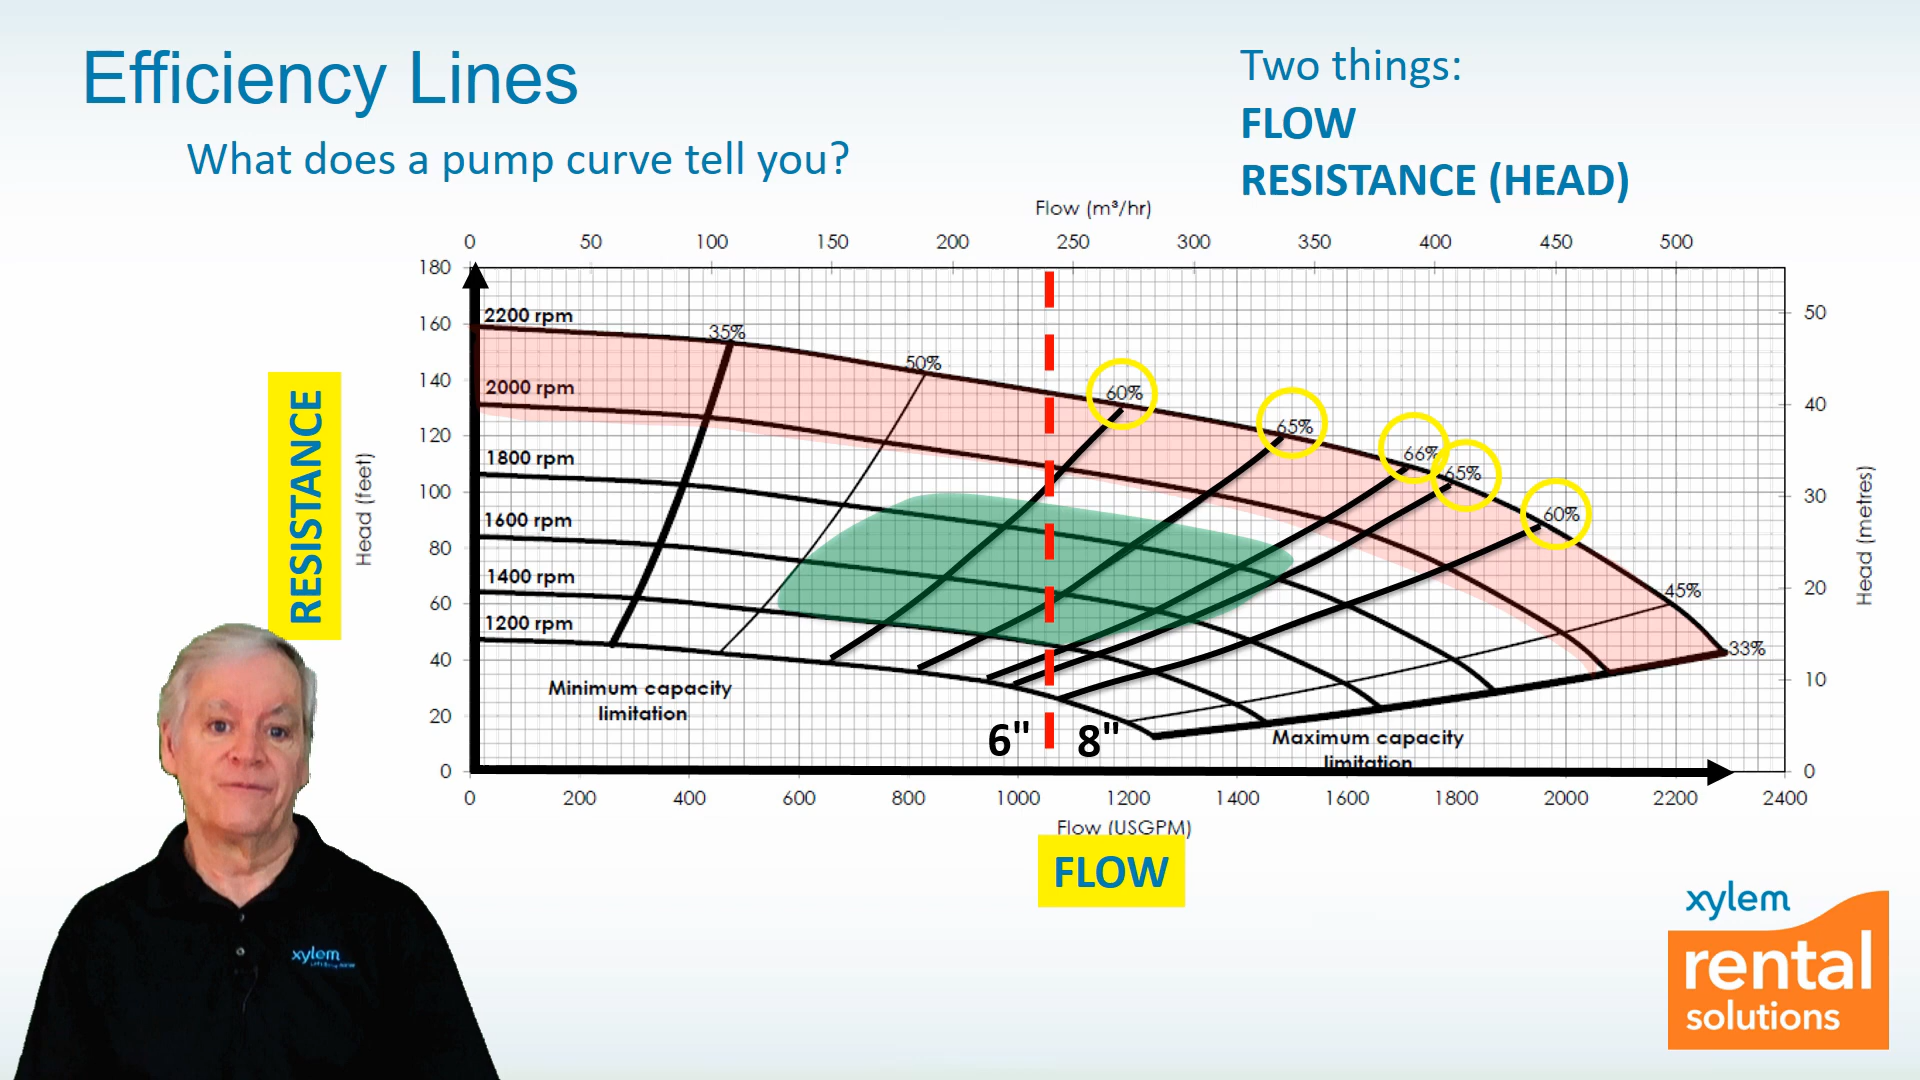 Efficiency Lines
What does a pump curve tell you?
Two things:
FLOW
RESISTANCE (HEAD)
Flow (m³/hr)
0 50 100 150 200 250 300 350 400 450 500
180
160
140
120
100
80
60
40
20
0
2200 rpm
2000 rpm
1800 rpm
1600 rpm
1400 rpm
1200 rpm
35%
50%
60%
65%
66%
65%
60%
45%
33%
50
40
30
20
10
0
RESISTANCE
Head (feet)
Head (metres)
Minimum capacity
limitation
6" 8"
Maximum capacity
limitation
0 200 400 600 800 1000 1200 1400 1600 1800 2000 2200 2400
Flow (USGPM)
FLOW
xylem
xylem
rental
solutions